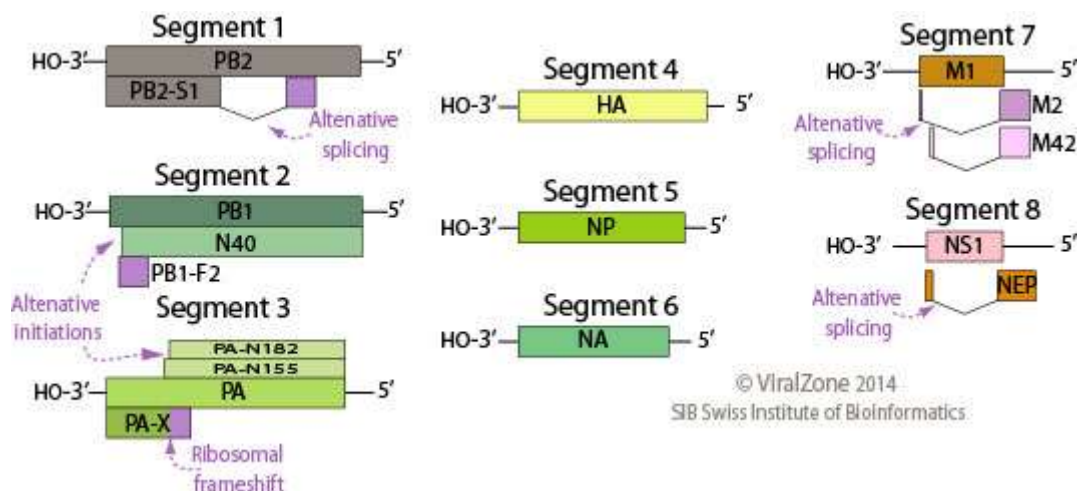 Segment 1
HO-3′ PB2 5′
PB2-S1
Altenative
splicing
Segment 2
HO-3′ PB1 5′
N40
PB1-F2
Altenative
initiations
Segment 3
PA-N182
PA-N155
HO-3′ PA 5′
PA-X
Ribosomal
frameshift
Segment 4
HO-3′ HA 5′
Segment 5
HO-3′ NP 5′
Segment 6
HO-3′ NA 5′
Segment 7
HO-3′ M1 5′
M2
Altenative
splicing
M42
Segment 8
HO-3′ NS1 5′
NEP
Altenative
splicing
© ViralZone 2014
SIB Swiss Institute of Bioinformatics